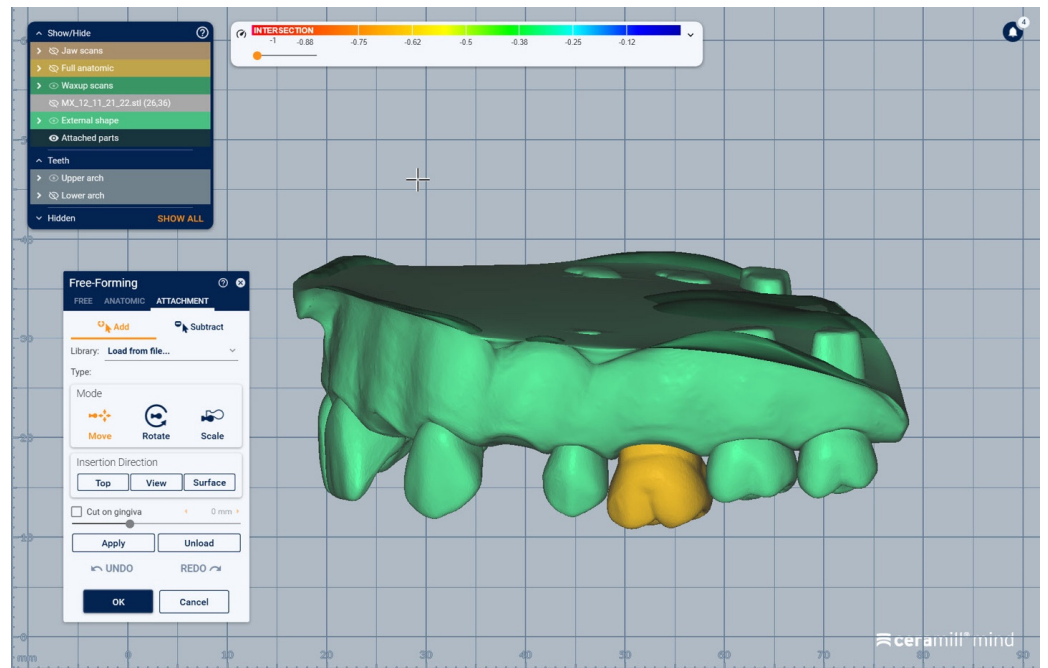 Show/Hide
Jaw scans
Full anatomic
Waxup scans
MX_12_11_21_22.stl (26,36)
External shape
Attached parts
Teeth
Upper arch
Lower arch
Hidden SHOW ALL
INTERSECTION
-1 -0.88 -0.75 -0.62 -0.5 -0.38 -0.25 -0.12
4
Free-Forming
FREE ANATOMIC ATTACHMENT
Add Subtract
Library: Load from file...
Type:
Mode
Move Rotate Scale
Insertion Direction
Top View Surface
Cut on gingiva 0 mm
Apply Unload
UNDO REDO
OK Cancel
ceramill® mind
mm 0 10 20 30 40 50 60 70 80 90